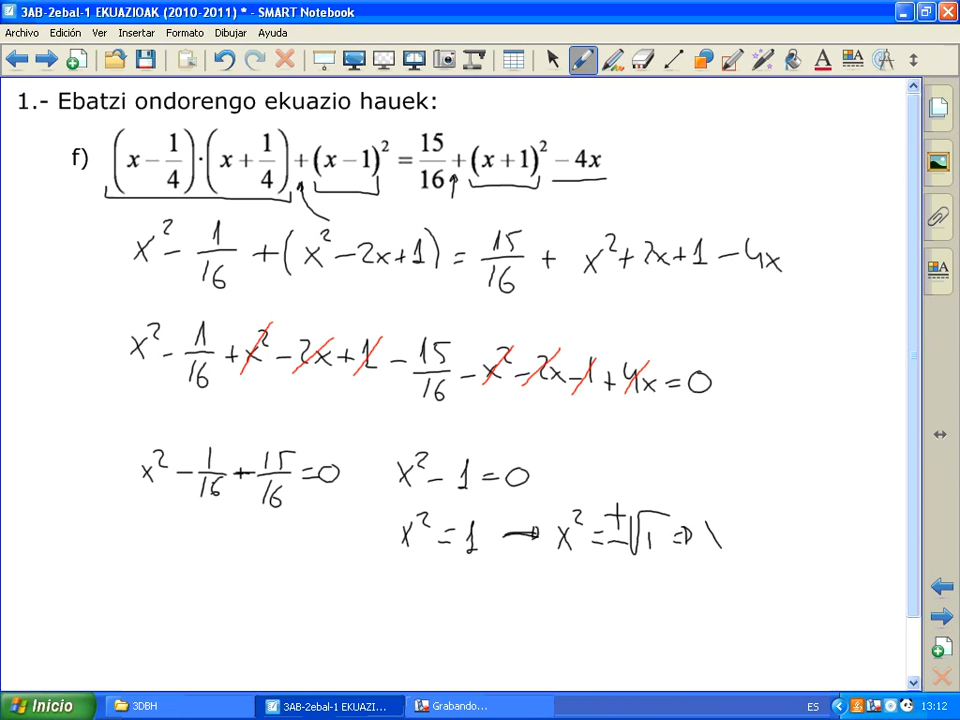 3AB-2ebal-1 EKUAZIOAK (2010-2011) * - SMART Notebook
Archivo Edición Ver Insertar Formato Dibujar Ayuda
1.- Ebatzi ondorengo ekuazio hauek:
f) (x − 1/4)·(x + 1/4) + (x − 1)² = 15/16 + (x + 1)² − 4x
x² − 1/16 + (x² − 2x + 1) = 15/16 + x² + 2x + 1 − 4x
x² − 1/16 + x² − 2x + 1 − 15/16 − x² − 2x − 1 + 4x = 0
x² − 1/16 + 15/16 = 0 x² − 1 = 0
x² = 1 → x² = ±√1 ⇒ \
Inicio 3DBH 3AB-2ebal-1 EKUAZI... Grabando... ES 13:12